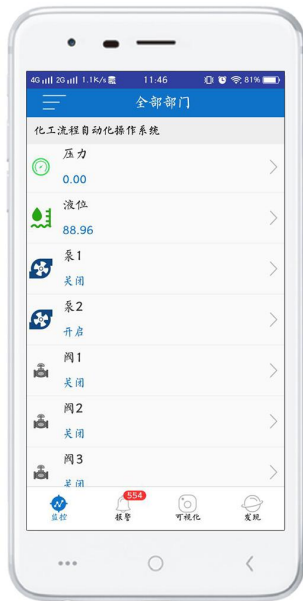 4G 2G 1.1K/s 11:46 81%
全部部门
化工流程自动化操作系统
压力
0.00
液位
88.96
泵1
关闭
泵2
开启
阀1
关闭
阀2
关闭
阀3
关闭
554
监控 报警 可视化 发现